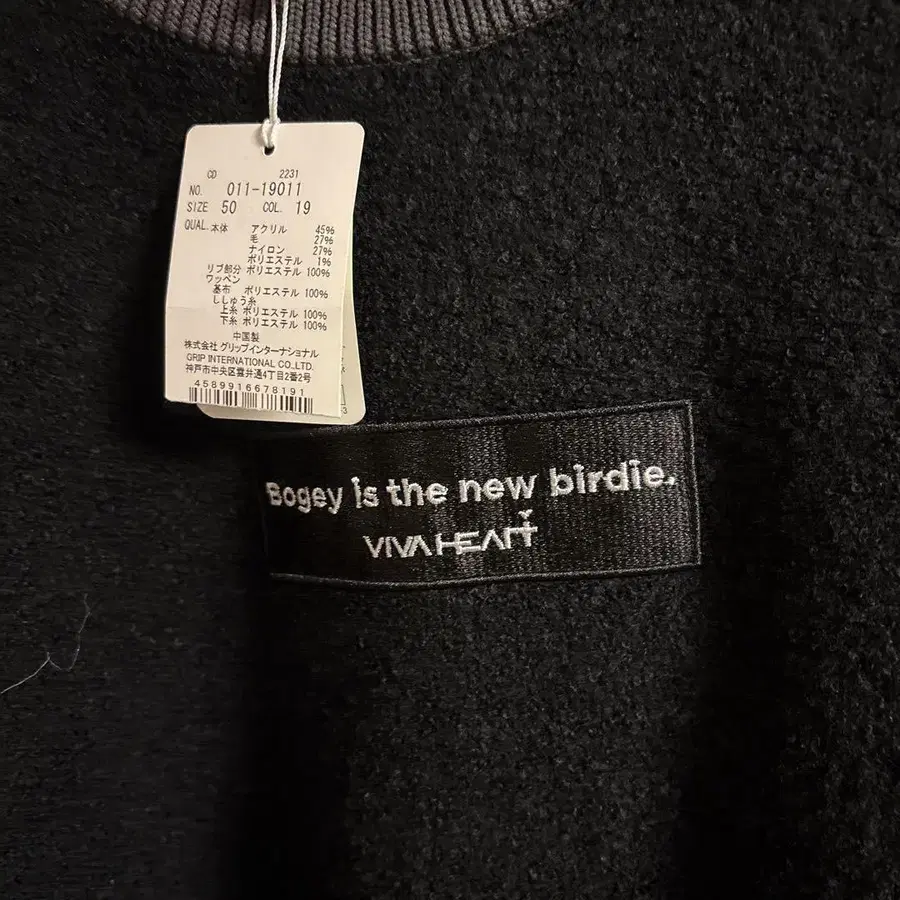 CD 2231
NO. 011-19011
SIZE 50 COL. 19
QUAL. 本体 アクリル 45%
毛 27%
ナイロン 27%
ポリエステル 1%
リブ部分 ポリエステル 100%
ワッペン
基布 ポリエステル 100%
ししゅう糸
上糸 ポリエステル 100%
下糸 ポリエステル 100%
中国製
株式会社 グリップインターナショナル
GRIP INTERNATIONAL CO.,LTD.
神戸市中央区雲井通4丁目2番2号
4589916678191
Bogey is the new birdie.
VIVA HEART